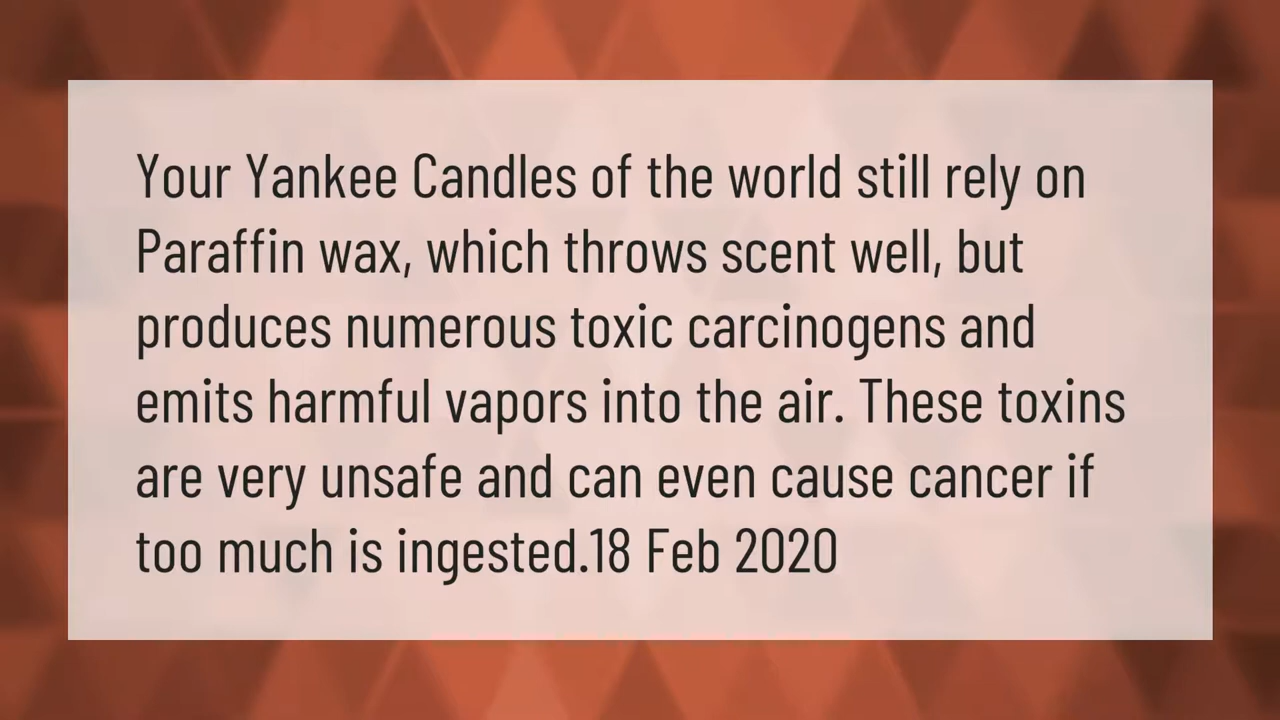 Your Yankee Candles of the world still rely on
Paraffin wax, which throws scent well, but
produces numerous toxic carcinogens and
emits harmful vapors into the air. These toxins
are very unsafe and can even cause cancer if
too much is ingested.18 Feb 2020